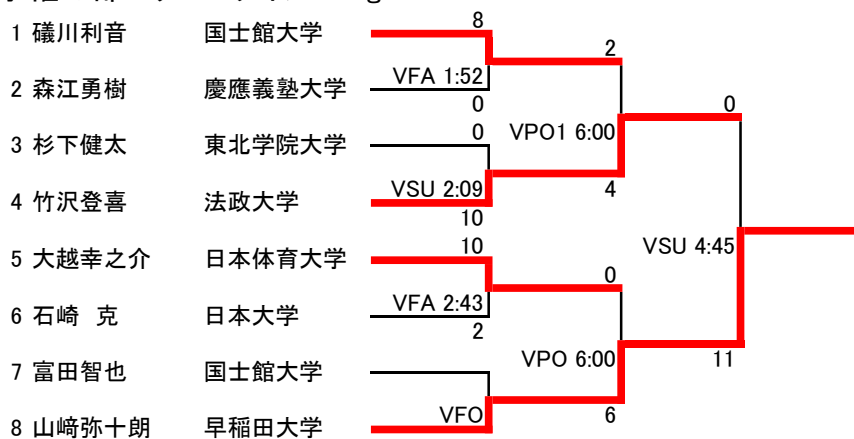 8
1 礒川利音 国士館大学
2
VFA 1:52
2 森江勇樹 慶應義塾大学
0
0
0
3 杉下健太 東北学院大学
VPO1 6:00
VSU 2:09
4
4 竹沢登喜 法政大学
10
10
VSU 4:45
5 大越幸之介 日本体育大学
0
VFA 2:43
6 石崎 克 日本大学
2
VPO 6:00
11
7 富田智也 国士館大学
VFO
6
8 山﨑弥十朗 早稲田大学